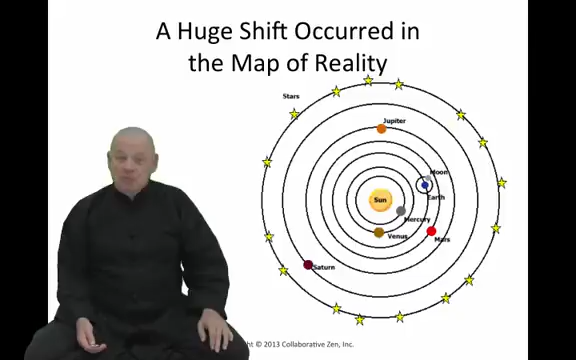 A Huge Shift Occurred in
the Map of Reality
Stars
Jupiter
Moon
Earth
Sun
Mercury
Venus
Mars
Saturn
© 2013 Collaborative Zen, Inc.